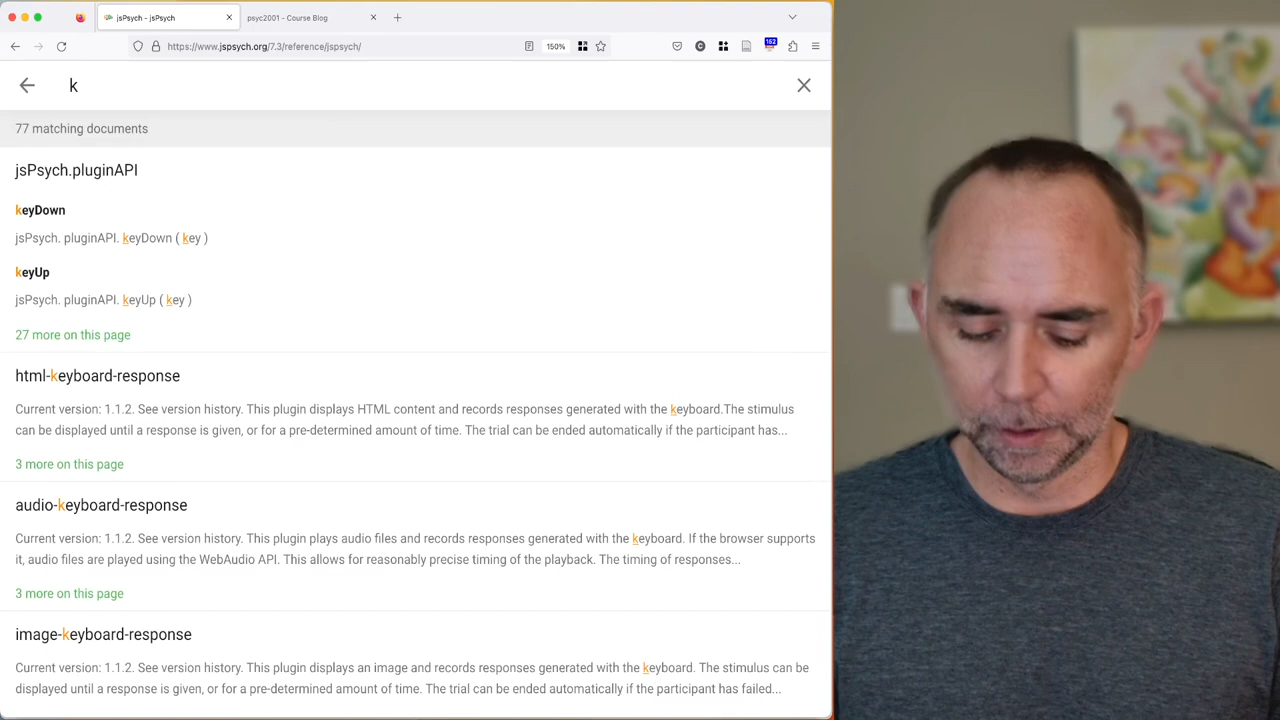 jsPsych - jsPsych
psyc2001 - Course Blog
https://www.jspsych.org/7.3/reference/jspsych/
150%
152
k
77 matching documents
jsPsych.pluginAPI
keyDown
jsPsych. pluginAPI. keyDown ( key )
keyUp
jsPsych. pluginAPI. keyUp ( key )
27 more on this page
html-keyboard-response
Current version: 1.1.2. See version history. This plugin displays HTML content and records responses generated with the keyboard.The stimulus
can be displayed until a response is given, or for a pre-determined amount of time. The trial can be ended automatically if the participant has...
3 more on this page
audio-keyboard-response
Current version: 1.1.2. See version history. This plugin plays audio files and records responses generated with the keyboard. If the browser supports
it, audio files are played using the WebAudio API. This allows for reasonably precise timing of the playback. The timing of responses...
3 more on this page
image-keyboard-response
Current version: 1.1.2. See version history. This plugin displays an image and records responses generated with the keyboard. The stimulus can be
displayed until a response is given, or for a pre-determined amount of time. The trial can be ended automatically if the participant has failed...